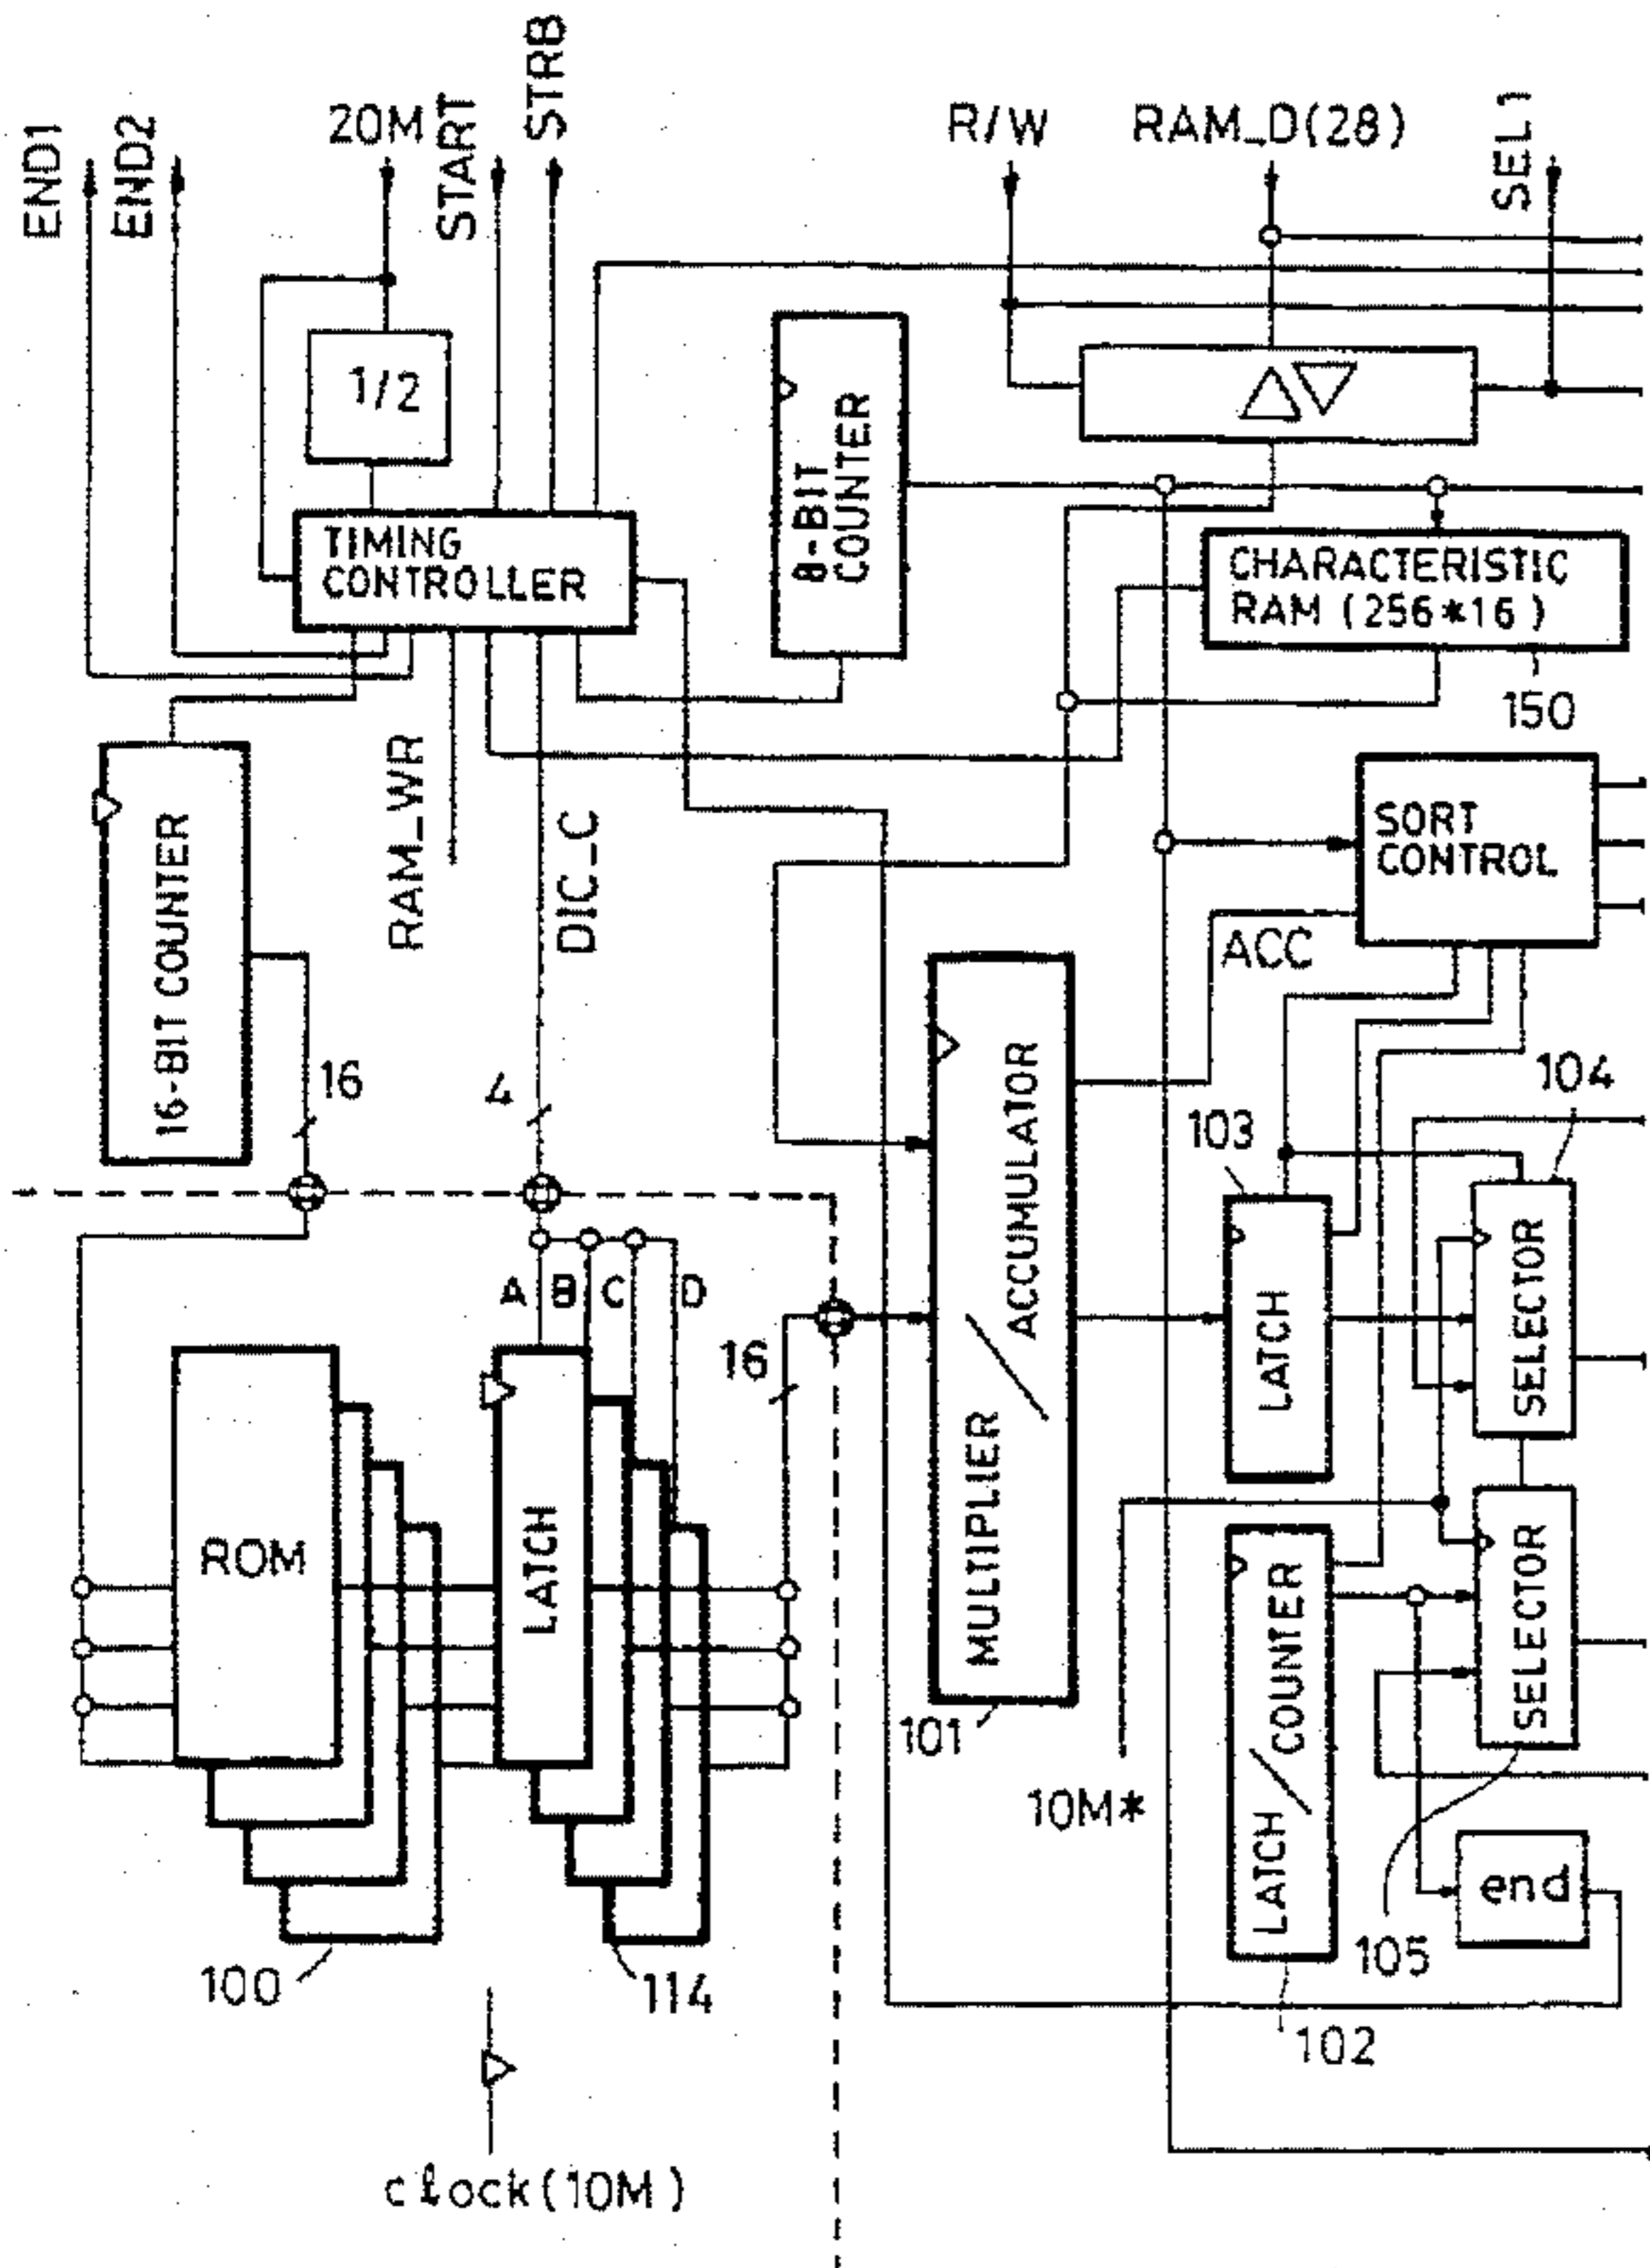 END1
END2
20M
START
STRB
R/W
RAM_D(28)
SEL1
1/2
TIMING
CONTROLLER
8-BIT
COUNTER
CHARACTERISTIC
RAM (256*16)
150
16-BIT COUNTER
RAM_WR
DIC_C
SORT
CONTROL
ACC
16
4
103
104
A
B
C
D
16
ROM
LATCH
MULTIPLIER
/
ACCUMULATOR
LATCH
SELECTOR
101
10M*
LATCH / COUNTER
SELECTOR
end
105
100
114
102
clock(10M)